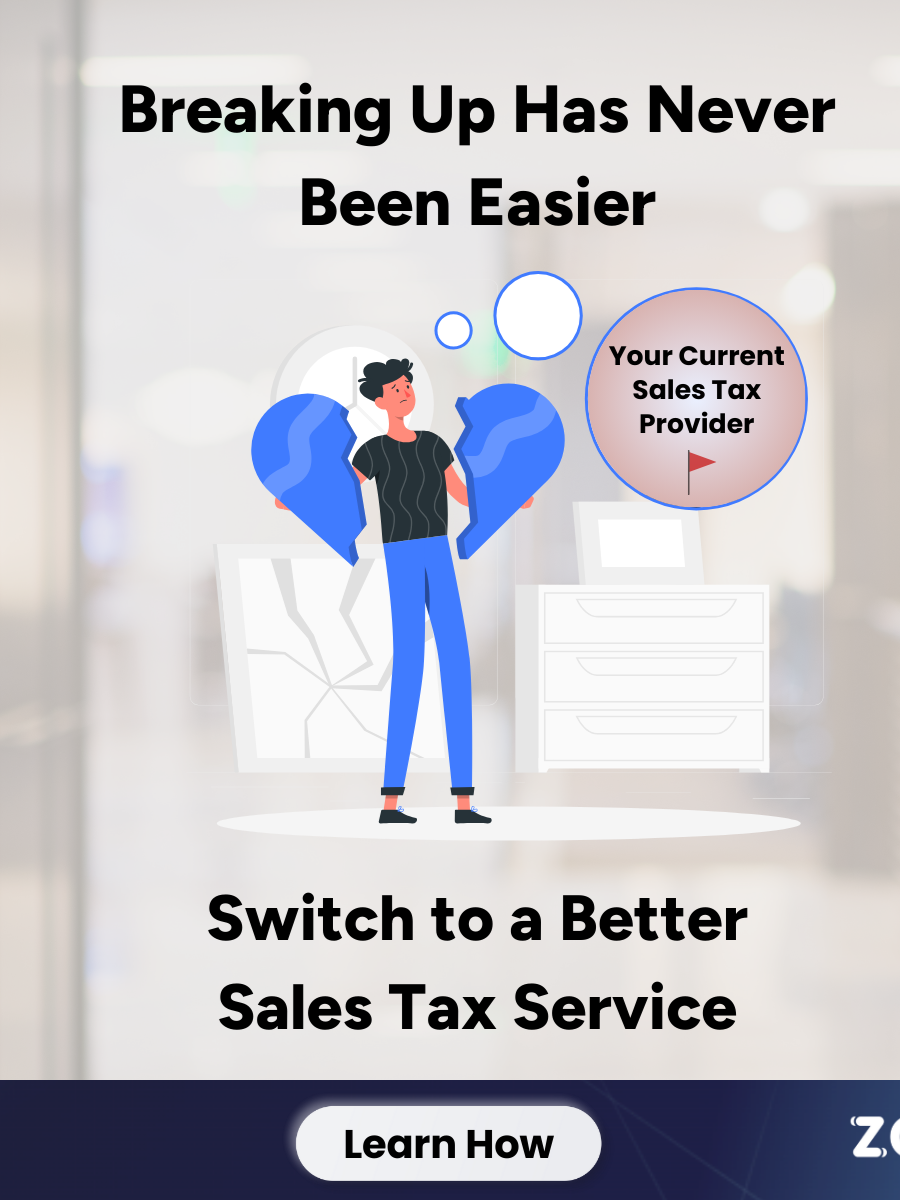 Breaking Up Has Never
Been Easier
Your Current
Sales Tax
Provider
Switch to a Better
Sales Tax Service
Learn How